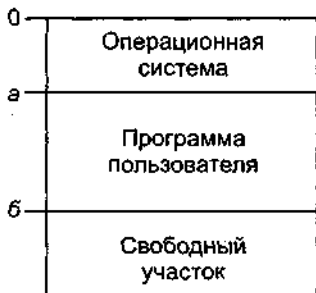 0
Операционная
система
а
Программа
пользователя
б
Свободный
участок